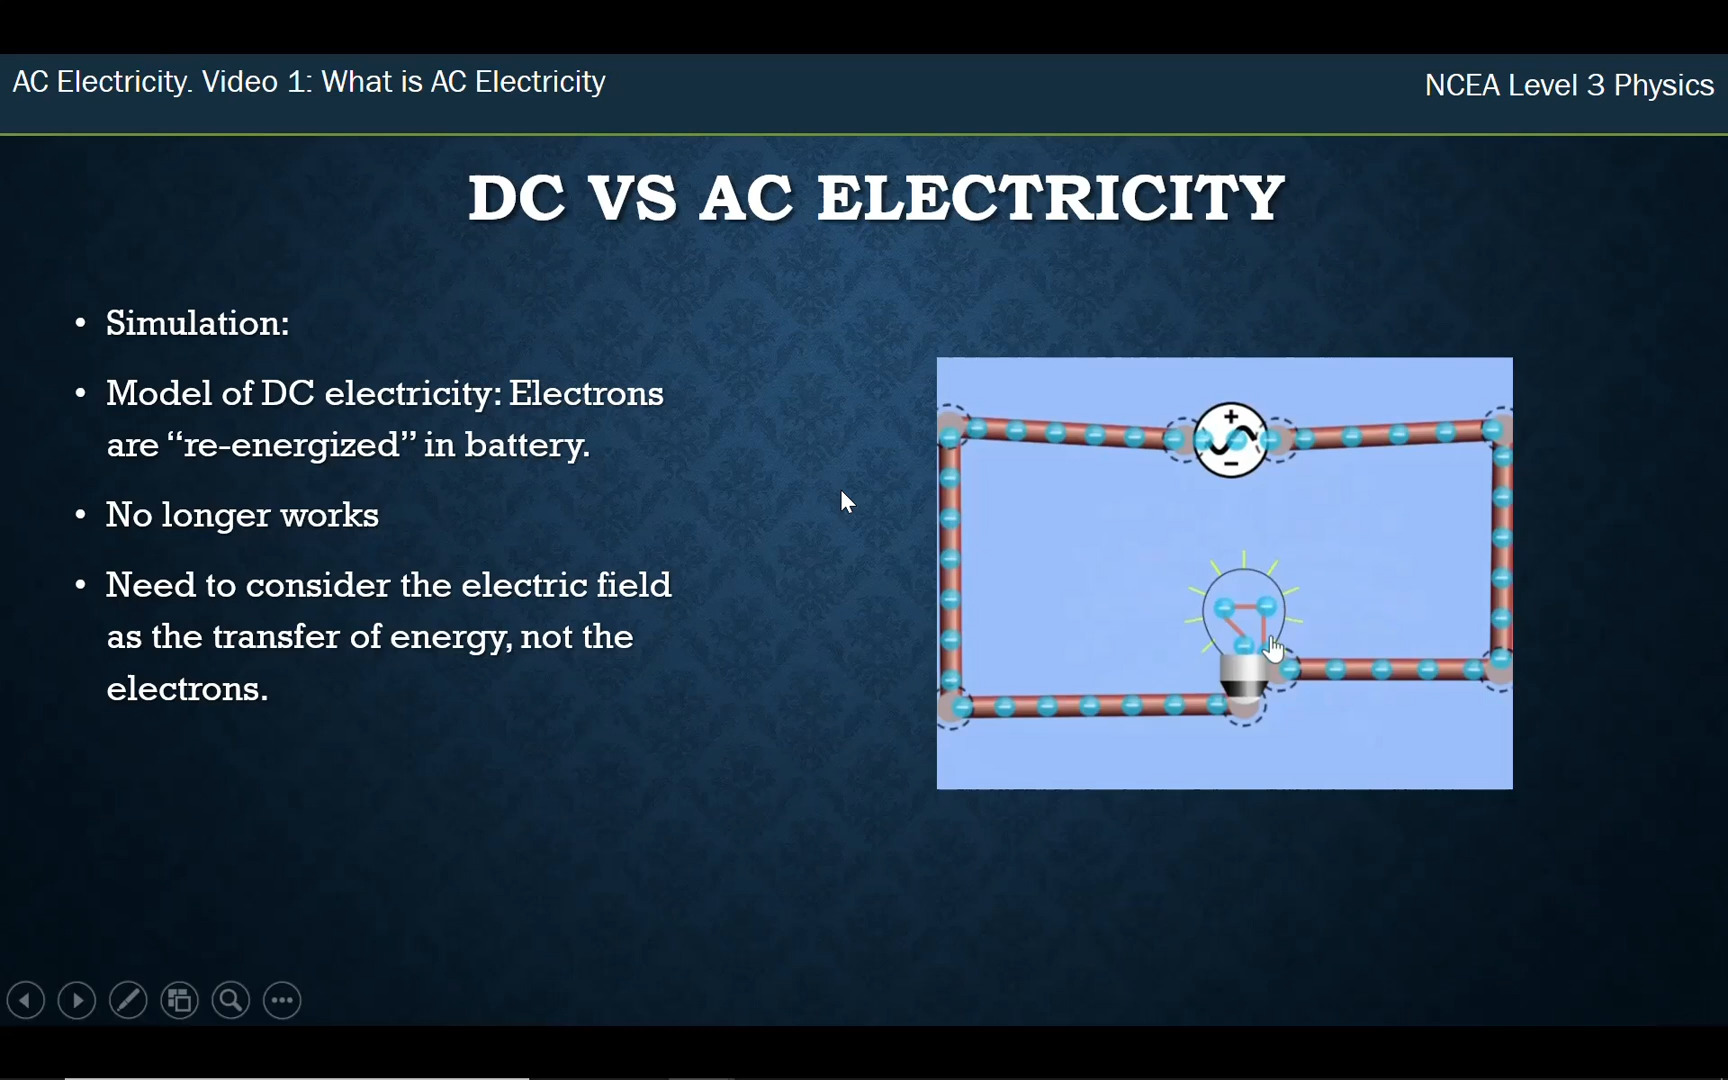 AC Electricity. Video 1: What is AC Electricity
NCEA Level 3 Physics
DC VS AC ELECTRICITY
• Simulation:
• Model of DC electricity: Electrons
are “re-energized” in battery.
• No longer works
• Need to consider the electric field
as the transfer of energy, not the
electrons.
+
−